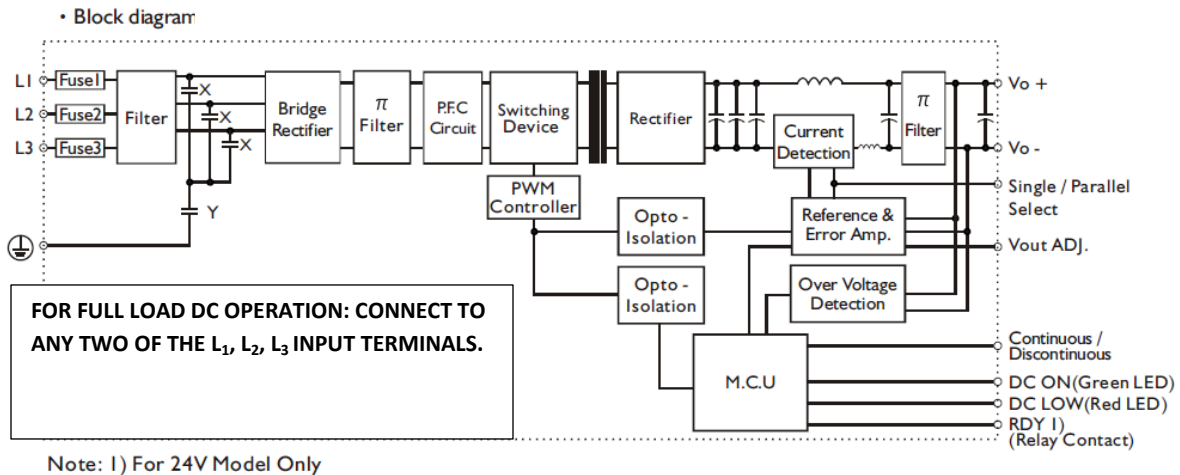 • Block diagram
L1
Fuse1
L2
Fuse2
L3
Fuse3
Filter
X
X
X
Y
Bridge
Rectifier
π
Filter
P.F.C
Circuit
Switching
Device
Rectifier
Current
Detection
π
Filter
Vo +
Vo -
PWM
Controller
Opto -
Isolation
Reference &
Error Amp.
Single / Parallel
Select
Vout ADJ.
Opto -
Isolation
Over Voltage
Detection
FOR FULL LOAD DC OPERATION: CONNECT TO
ANY TWO OF THE L1, L2, L3 INPUT TERMINALS.
M.C.U
Continuous /
Discontinuous
DC ON(Green LED)
DC LOW(Red LED)
RDY 1)
(Relay Contact)
Note: 1) For 24V Model Only